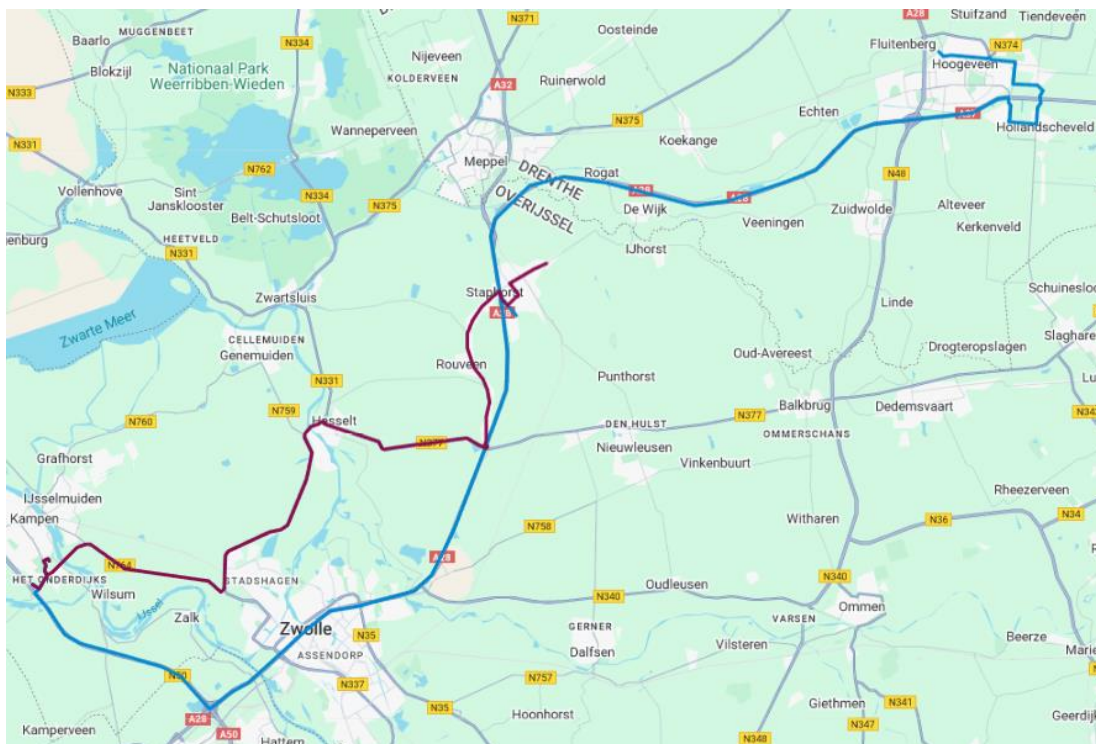 MUGGENBEET
Baarlo
N334
Blokzijl
Nationaal Park
Weerribben-Wieden
N333
N331
N371
Nijeveen
KOLDERVEEN
Oosteinde
Ruinerwold
A32
Wanneperveen
Meppel
N375
Koekange
Echten
A28
Stuifzand
Tiendeveen
Fluitenberg
N374
Hoogeveen
Hollandscheveld
N762
Vollenhove
Sint
Jansklooster
N334
Belt-Schutsloot
N375
HEETVELD
N331
DRENTHE
OVERIJSSEL
Rogat
De Wijk
Veeningen
N48
Zuidwolde
Alteveer
Kerkenveld
IJhorst
Zwartsluis
Staphorst
Zwarte Meer
CELLEMUIDEN
Genemuiden
Rouveen
Linde
Oud-Avereest
Drogteropslagen
Punthorst
N331
N759
Hasselt
N760
N377
DEN HULST
N377
Balkbrug
Dedemsvaart
Nieuwleusen
OMMERSCHANS
Vinkenbuurt
Grafhorst
IJsselmuiden
Kampen
Rheezerveen
Witharen
N36
N34
N758
A28
HET ONDERDIJKS
N764
Wilsum
STADSHAGEN
IJssel
Zalk
Zwolle
ASSENDORP
N35
N340
Oudleusen
N340
Ommen
GERNER
Dalfsen
VARSEN
Vilsteren
Beerze
N50
N337
N757
N35
Hoonhorst
A28
A50
Kamperveen
Hattem
Giethmen
N341
N347
N348